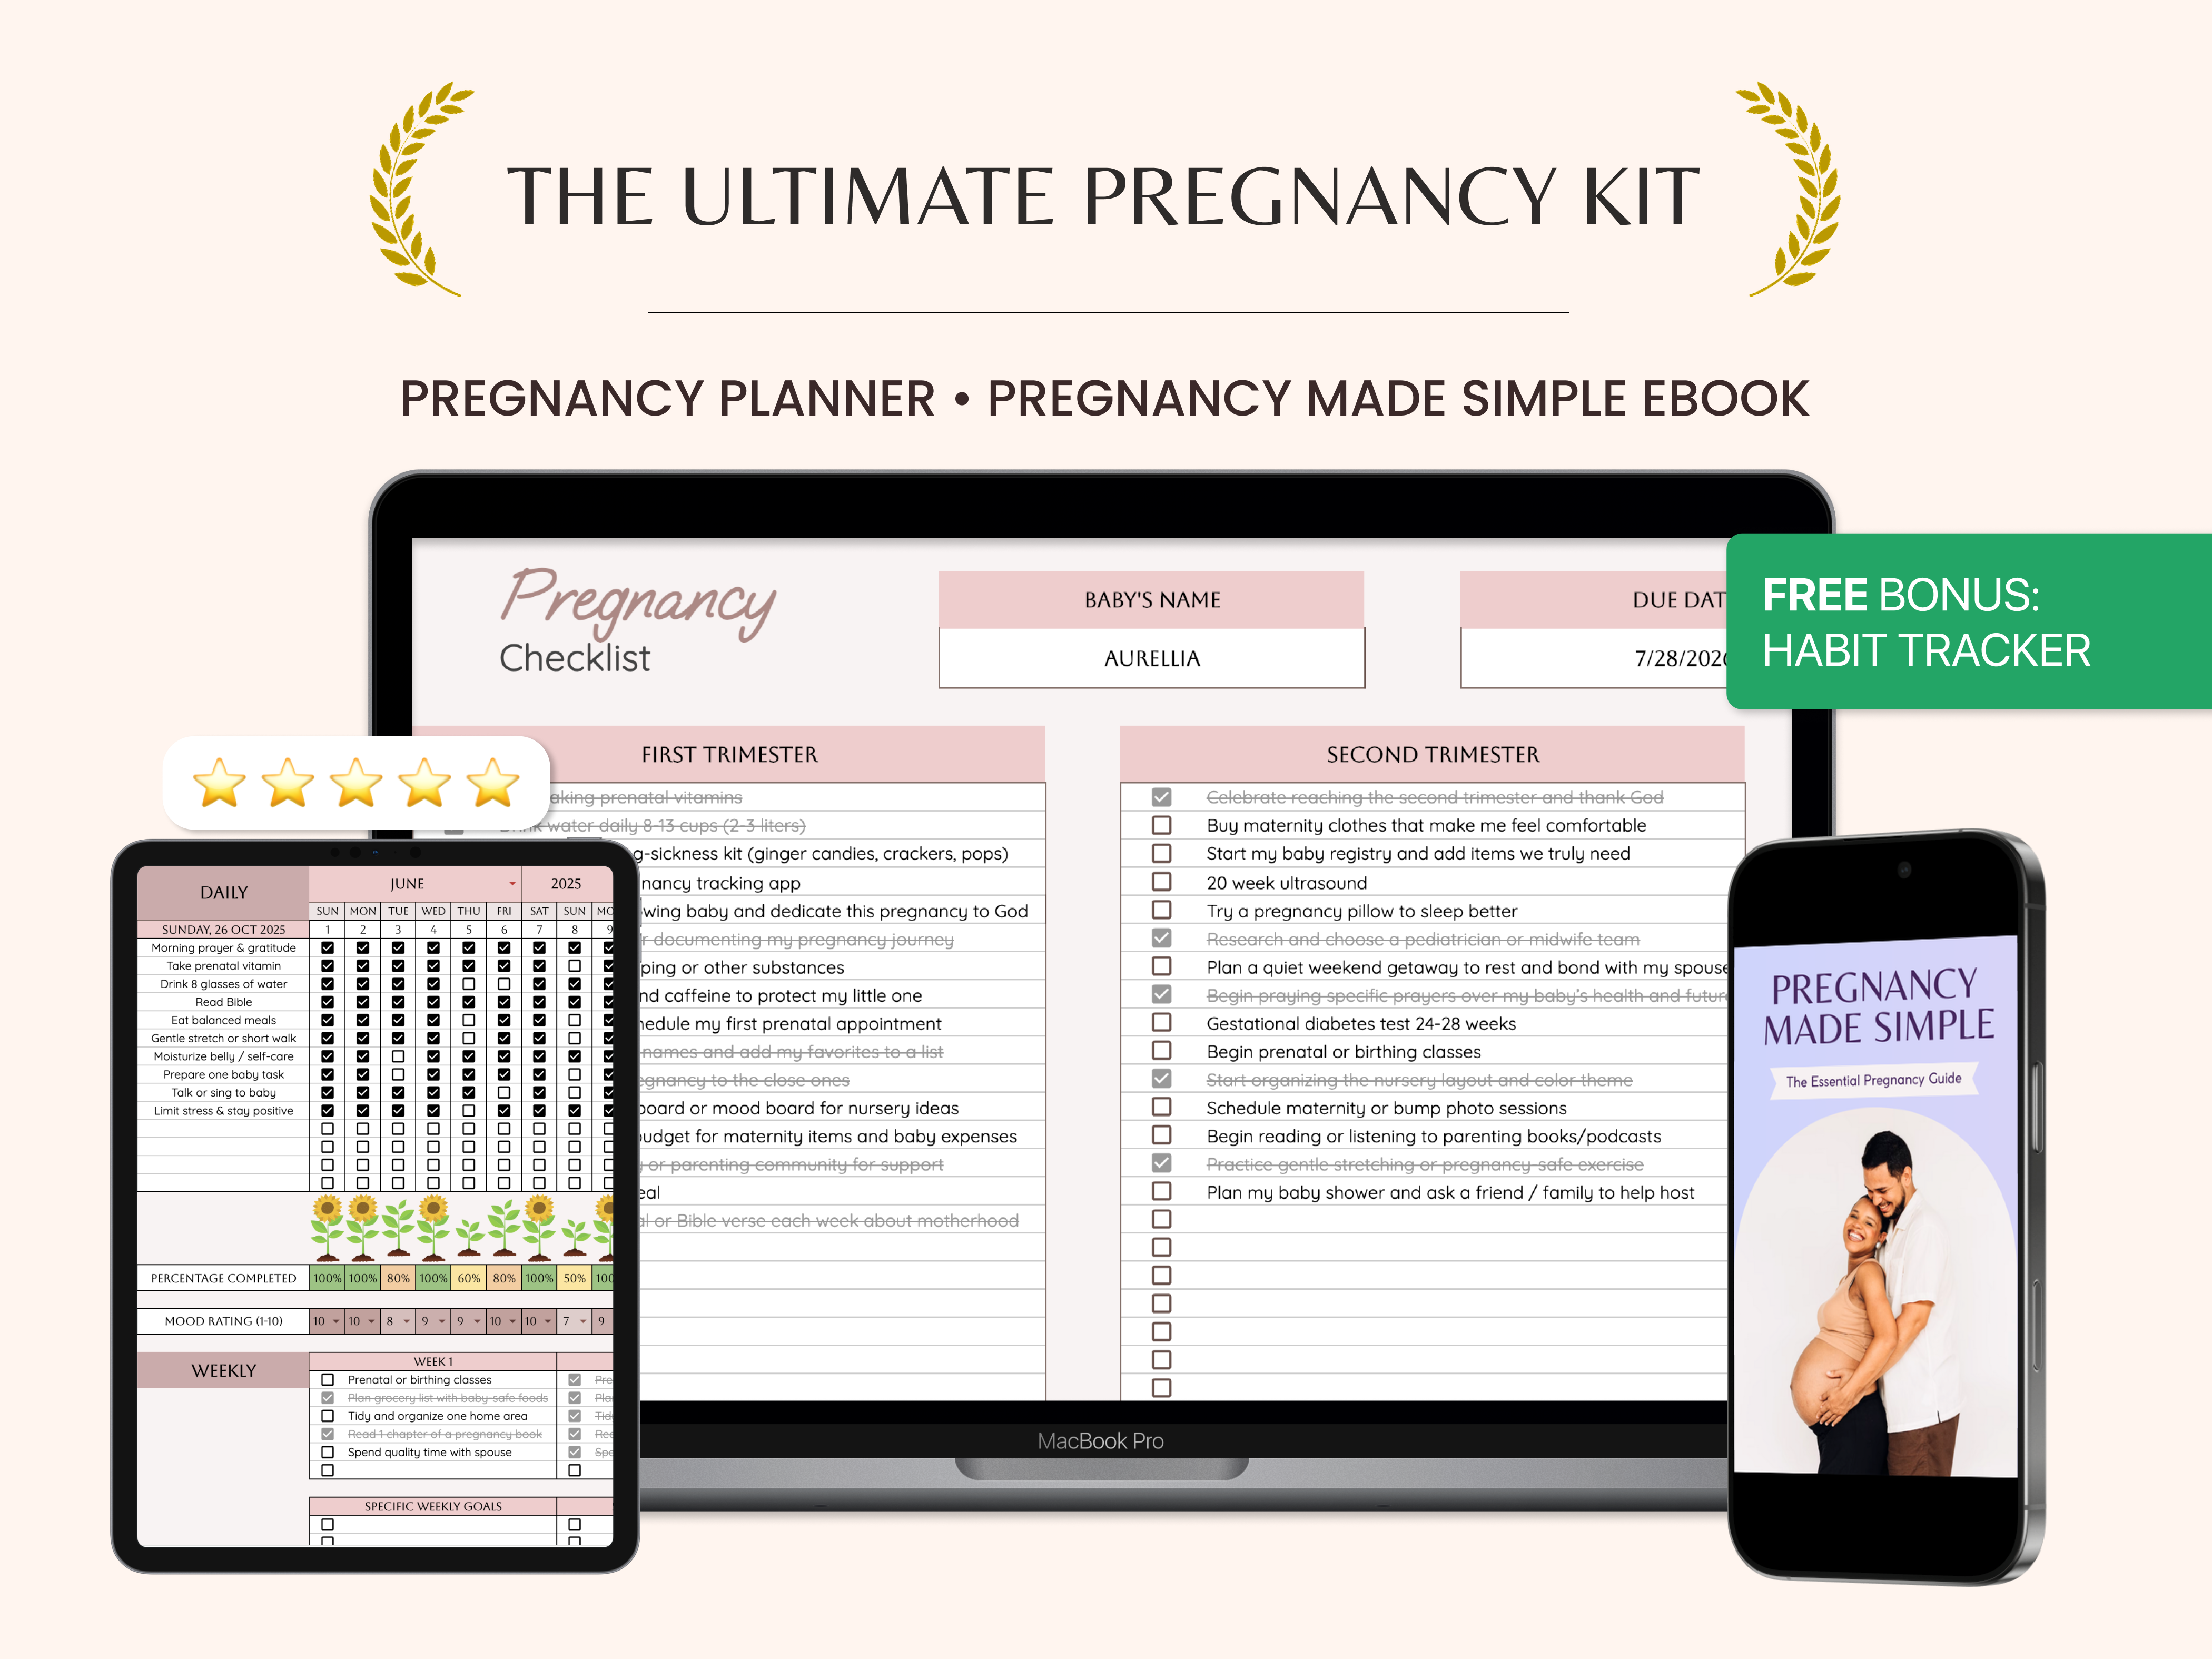 THE ULTIMATE PREGNANCY KIT
PREGNANCY PLANNER • PREGNANCY MADE SIMPLE EBOOK
Pregnancy
Checklist
BABY'S NAME
AURELLIA
DUE DAT
7/28/202
FREE BONUS:
HABIT TRACKER
FIRST TRIMESTER
aking prenatal vitamins
Drink water daily 8-13 cups (2-3 liters)
g-sickness kit (ginger candies, crackers, pops)
nancy tracking app
wing baby and dedicate this pregnancy to God
r documenting my pregnancy journey
ping or other substances
nd caffeine to protect my little one
hedule my first prenatal appointment
names and add my favorites to a list
egnancy to the close ones
board or mood board for nursery ideas
budget for maternity items and baby expenses
y or parenting community for support
eal
al or Bible verse each week about motherhood
SECOND TRIMESTER
Celebrate reaching the second trimester and thank God
Buy maternity clothes that make me feel comfortable
Start my baby registry and add items we truly need
20 week ultrasound
Try a pregnancy pillow to sleep better
Research and choose a pediatrician or midwife team
Plan a quiet weekend getaway to rest and bond with my spouse
Begin praying specific prayers over my baby's health and futur
Gestational diabetes test 24-28 weeks
Begin prenatal or birthing classes
Start organizing the nursery layout and color theme
Schedule maternity or bump photo sessions
Begin reading or listening to parenting books/podcasts
Practice gentle stretching or pregnancy-safe exercise
Plan my baby shower and ask a friend / family to help host
MacBook Pro
DAILY
JUNE 2025
SUN MON TUE WED THU FRI SAT SUN MO
SUNDAY, 26 OCT 2025 1 2 3 4 5 6 7 8 9
Morning prayer & gratitude
Take prenatal vitamin
Drink 8 glasses of water
Read Bible
Eat balanced meals
Gentle stretch or short walk
Moisturize belly / self-care
Prepare one baby task
Talk or sing to baby
Limit stress & stay positive
PERCENTAGE COMPLETED 100% 100% 80% 100% 60% 80% 100% 50% 100
MOOD RATING (1-10) 10 10 8 9 9 10 10 7 9
WEEKLY
WEEK 1
Prenatal or birthing classes
Plan grocery list with baby-safe foods
Tidy and organize one home area
Read 1 chapter of a pregnancy book
Spend quality time with spouse
Pre
Pla
Tid
Rea
Spe
SPECIFIC WEEKLY GOALS
PREGNANCY
MADE SIMPLE
The Essential Pregnancy Guide